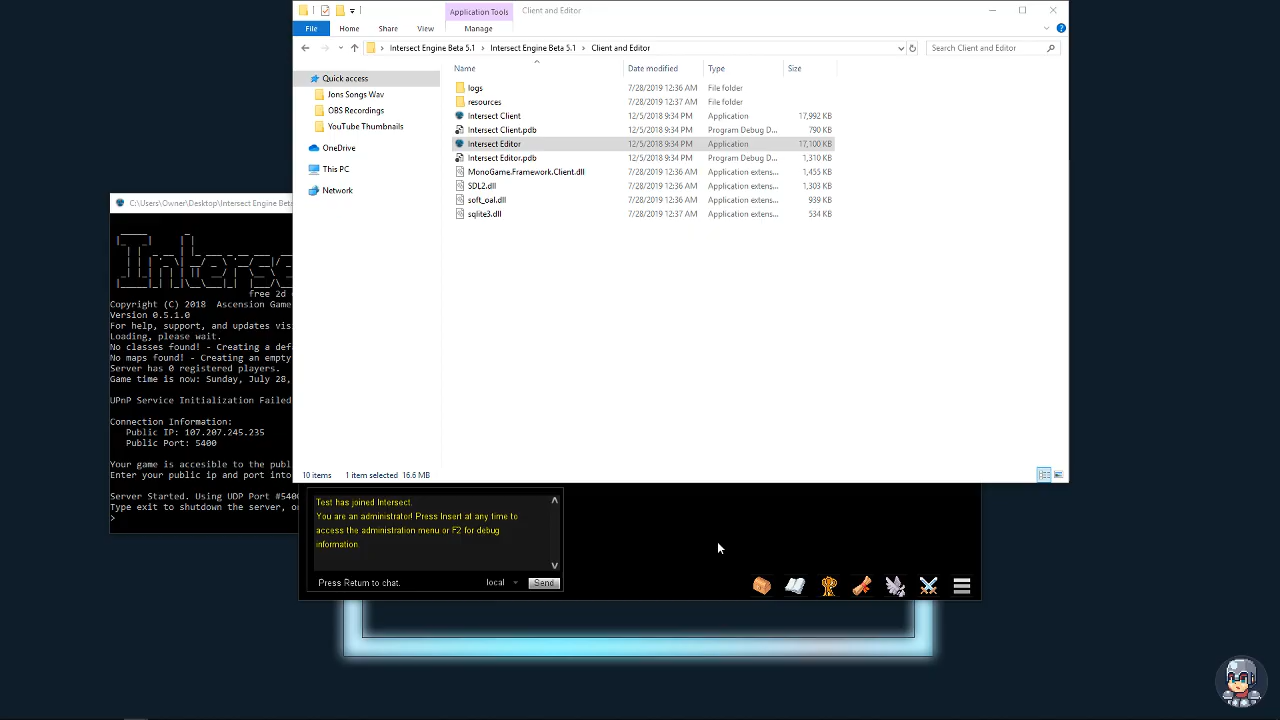 Application Tools
Client and Editor
File
Home
Share
View
Manage
Intersect Engine Beta 5.1
Intersect Engine Beta 5.1
Client and Editor
Search Client and Editor
Quick access
Jons Songs Wav
OBS Recordings
YouTube Thumbnails
OneDrive
This PC
Network
Name
Date modified
Type
Size
logs 7/28/2019 12:36 AM File folder
resources 7/28/2019 12:37 AM File folder
Intersect Client 12/5/2018 9:34 PM Application 17,992 KB
Intersect Client.pdb 12/5/2018 9:34 PM Program Debug D... 790 KB
Intersect Editor 12/5/2018 9:34 PM Application 17,100 KB
Intersect Editor.pdb 12/5/2018 9:34 PM Program Debug D... 1,310 KB
MonoGame.Framework.Client.dll 7/28/2019 12:36 AM Application extens... 1,455 KB
SDL2.dll 7/28/2019 12:36 AM Application extens... 1,303 KB
soft_oal.dll 7/28/2019 12:36 AM Application extens... 939 KB
sqlite3.dll 7/28/2019 12:37 AM Application extens... 534 KB
10 items
1 item selected 16.6 MB
C:\Users\Owner\Desktop\Intersect Engine Beta
Interse
free 2d
Copyright (C) 2018 Ascension Game
Version 0.5.1.0
For help, support, and updates vis
Loading, please wait.
No classes found! - Creating a def
No maps found! - Creating an empty
Server has 0 registered players.
Game time is now: Sunday, July 28,
UPnP Service Initialization Failed
Connection Information:
Public IP: 107.207.245.235
Public Port: 5400
Your game is accesible to the publ
Enter your public ip and port into
Server Started. Using UDP Port #540
Type exit to shutdown the server, o
>
Test has joined Intersect.
You are an administrator! Press Insert at any time to
access the administration menu or F2 for debug
information.
Press Return to chat.
local
Send